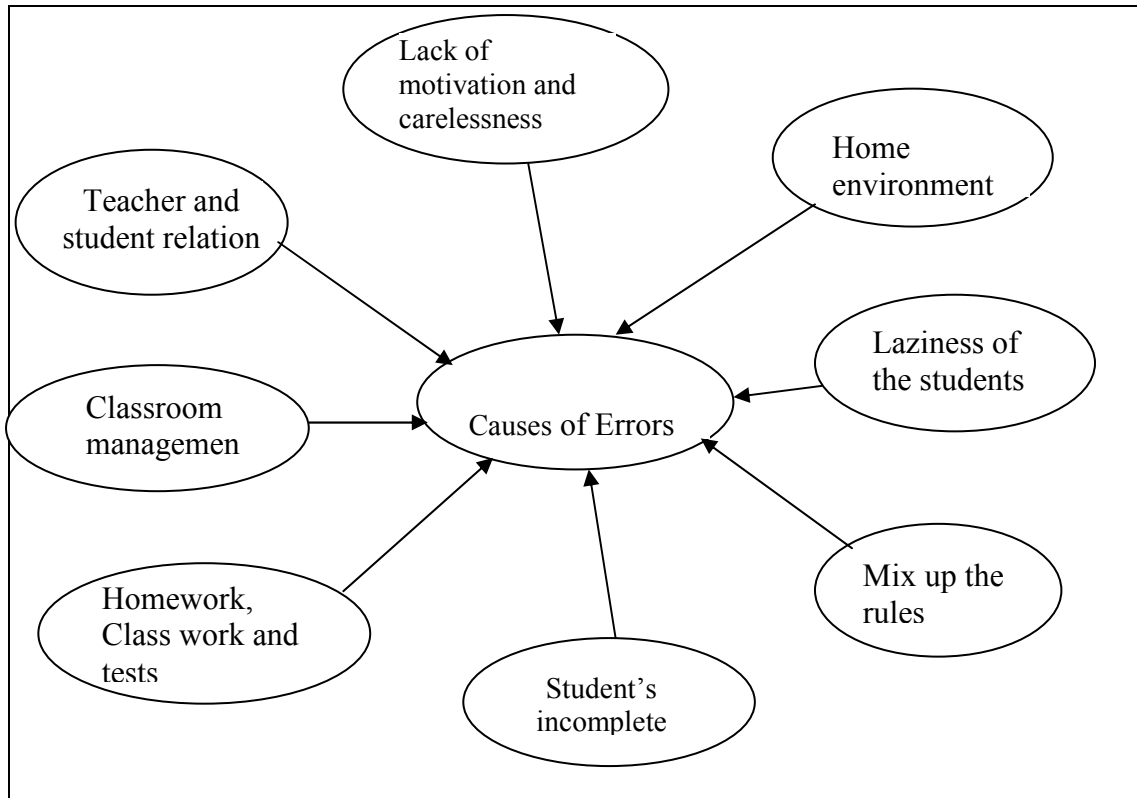 Lack of
motivation and
carelessness
Home
environment
Teacher and
student relation
Laziness of
the students
Causes of Errors
Classroom
managemen
Mix up the
rules
Homework,
Class work and
tests
Student’s
incomplete